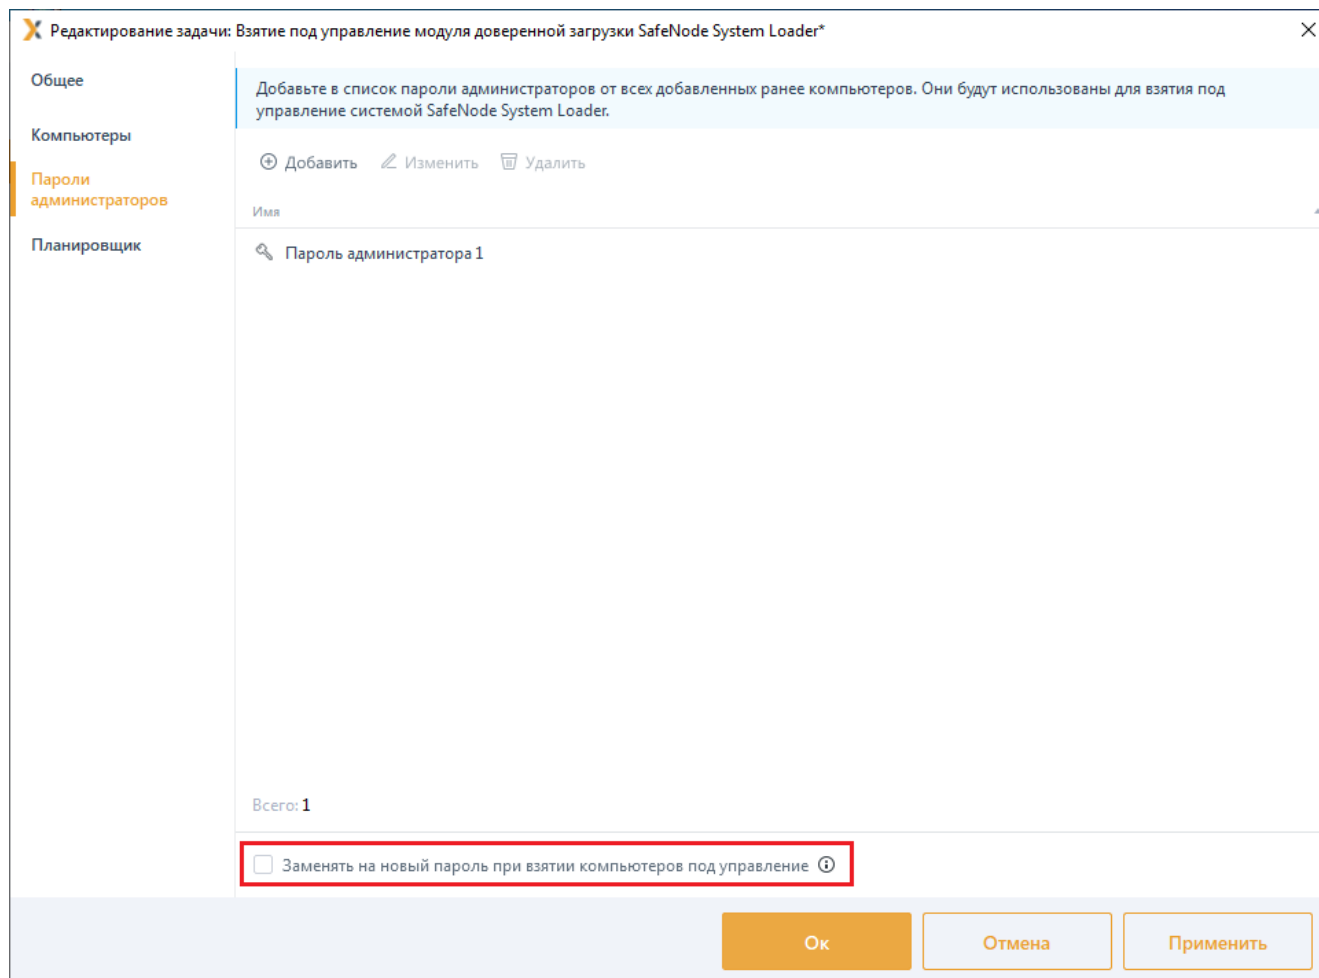 Редактирование задачи: Взятие под управление модуля доверенной загрузки SafeNode System Loader*
Общее
Компьютеры
Пароли
администраторов
Планировщик
Добавьте в список пароли администраторов от всех добавленных ранее компьютеров. Они будут использованы для взятия под
управление системой SafeNode System Loader.
Добавить Изменить Удалить
Имя
Пароль администратора 1
Всего: 1
Заменять на новый пароль при взятии компьютеров под управление
Ок Отмена Применить